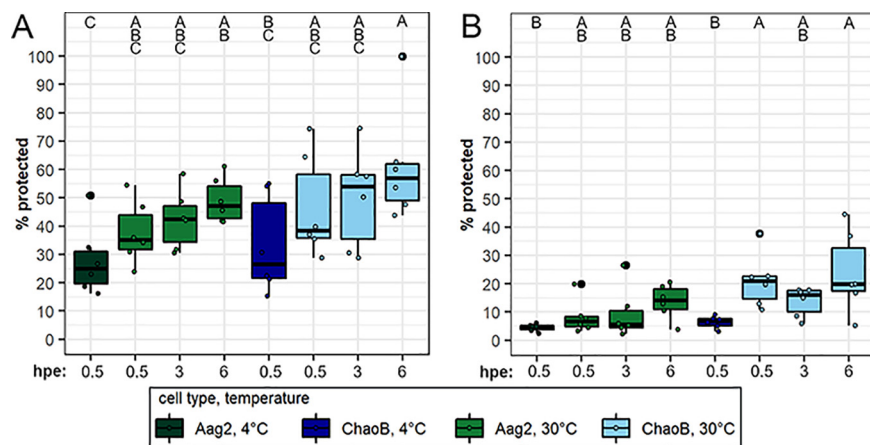 A
C A A A B A A A
B B B C B B
C C C C
100
90
80
70
60
50
40
30
20
10
0
% protected
hpe: 0.5 0.5 3 6 0.5 0.5 3 6
B
B A A A B A A A
B B B B
100
90
80
70
60
50
40
30
20
10
0
% protected
0.5 0.5 3 6 0.5 0.5 3 6
cell type, temperature
Aag2, 4°C ChaoB, 4°C Aag2, 30°C ChaoB, 30°C